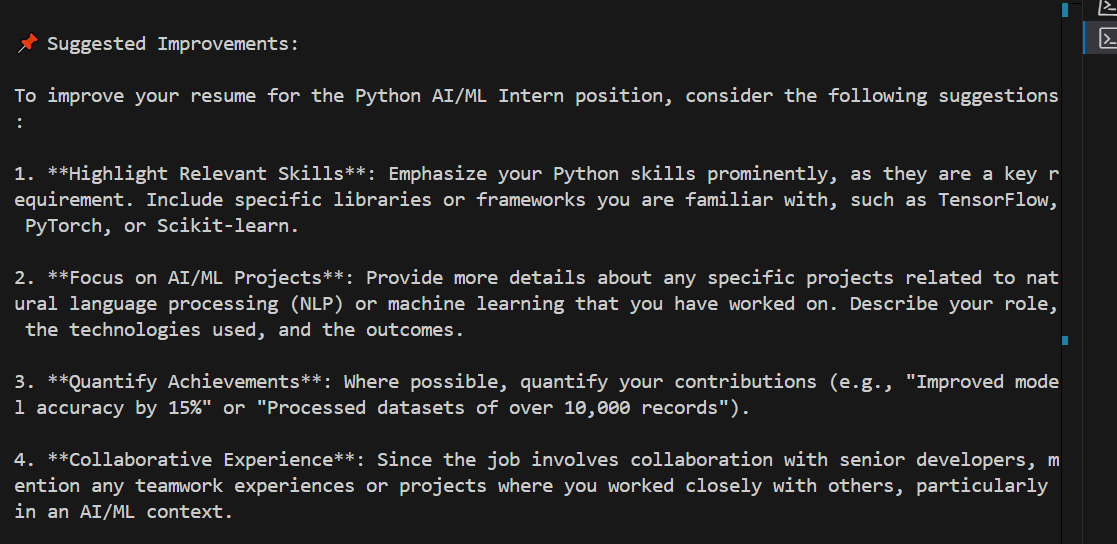 📌 Suggested Improvements:
To improve your resume for the Python AI/ML Intern position, consider the following suggestions
:
1. **Highlight Relevant Skills**: Emphasize your Python skills prominently, as they are a key r
equirement. Include specific libraries or frameworks you are familiar with, such as TensorFlow,
 PyTorch, or Scikit-learn.
2. **Focus on AI/ML Projects**: Provide more details about any specific projects related to nat
ural language processing (NLP) or machine learning that you have worked on. Describe your role,
 the technologies used, and the outcomes.
3. **Quantify Achievements**: Where possible, quantify your contributions (e.g., "Improved mode
l accuracy by 15%" or "Processed datasets of over 10,000 records").
4. **Collaborative Experience**: Since the job involves collaboration with senior developers, m
ention any teamwork experiences or projects where you worked closely with others, particularly
in an AI/ML context.